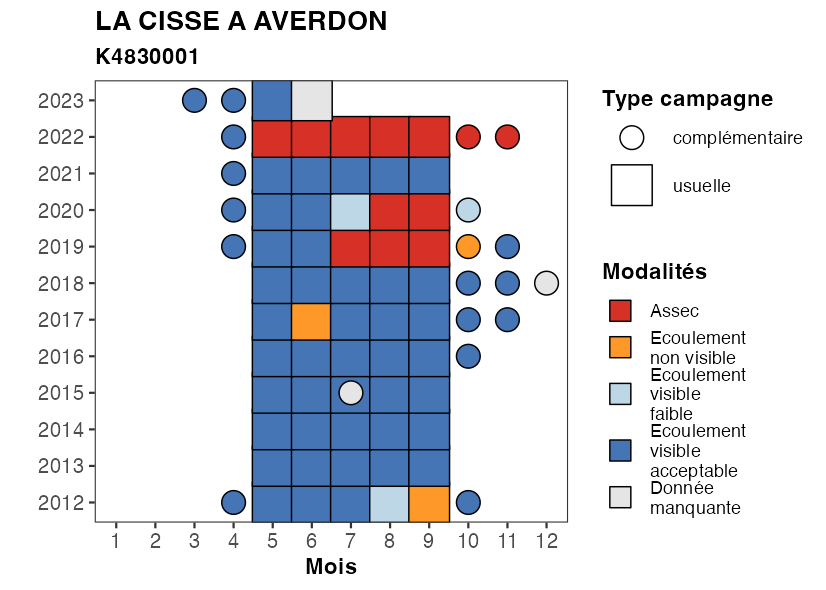 LA CISSE A AVERDON
K4830001
2023
2022
2021
2020
2019
2018
2017
2016
2015
2014
2013
2012
1 2 3 4 5 6 7 8 9 10 11 12
Mois
Type campagne
complémentaire
usuelle
Modalités
Assec
Ecoulement
non visible
Ecoulement
visible
faible
Ecoulement
visible
acceptable
Donnée
manquante